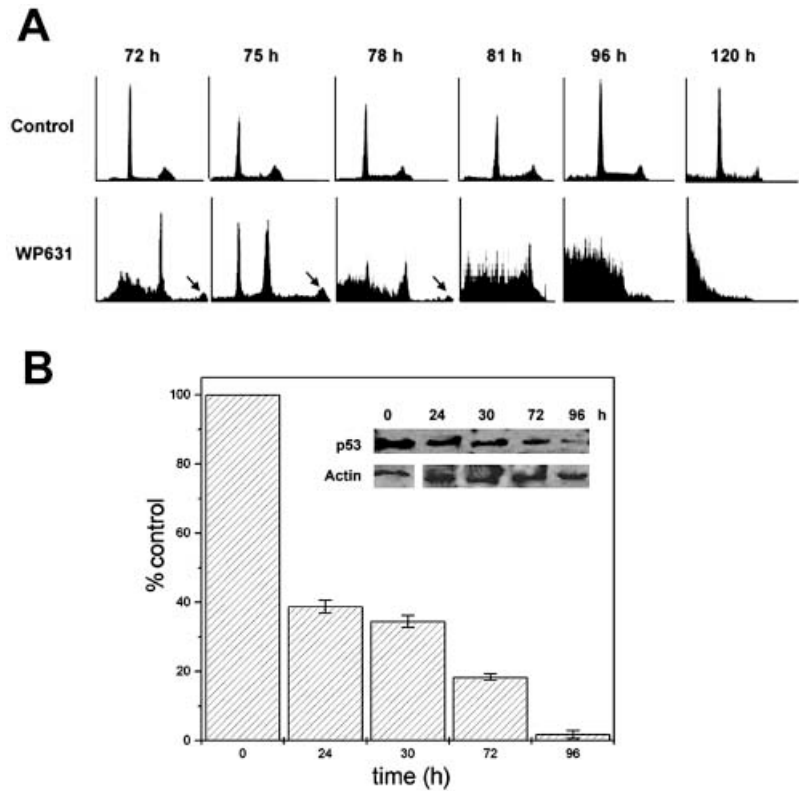 A
72 h 75 h 78 h 81 h 96 h 120 h
Control
WP631
B
100
80
60
40
20
0
% control
0 24 30 72 96 h
p53
Actin
0 24 30 72 96
time (h)